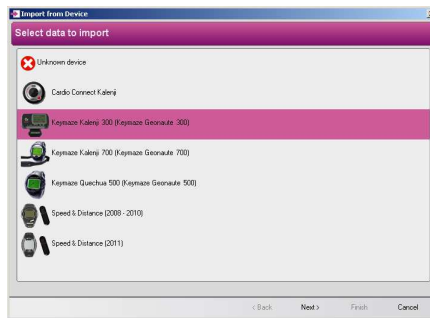 Import from Device
Select data to import
Unknown device
Cardio Connect Kalenji
Keymaze Kalenji 300 (Keymaze Geonaute 300)
Keymaze Kalenji 700 (Keymaze Geonaute 700)
Keymaze Quechua 500 (Keymaze Geonaute 500)
Speed & Distance (2008 - 2010)
Speed & Distance (2011)
< Back Next > Finish Cancel